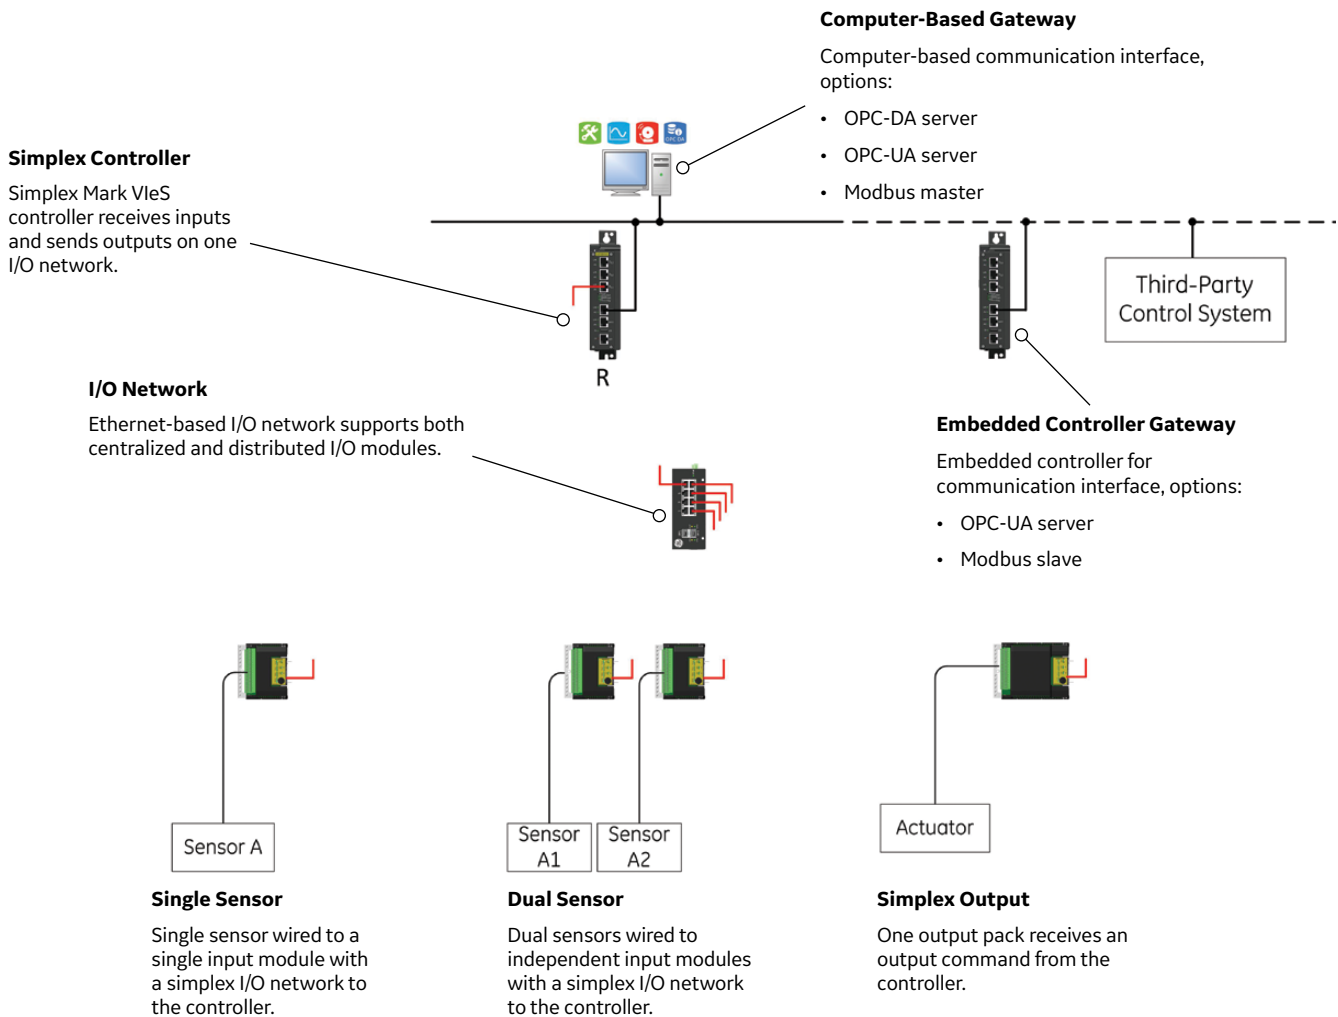 Computer-Based Gateway
Computer-based communication interface,
options:
• OPC-DA server
• OPC-UA server
• Modbus master
OPC DA
Simplex Controller
Simplex Mark VIeS
controller receives inputs
and sends outputs on one
I/O network.
R
Third-Party
Control System
I/O Network
Ethernet-based I/O network supports both
centralized and distributed I/O modules.
Embedded Controller Gateway
Embedded controller for
communication interface, options:
• OPC-UA server
• Modbus slave
Sensor A
Single Sensor
Single sensor wired to a
single input module with
a simplex I/O network to
the controller.
Sensor
A1
Sensor
A2
Dual Sensor
Dual sensors wired to
independent input modules
with a simplex I/O network
to the controller.
Actuator
Simplex Output
One output pack receives an
output command from the
controller.